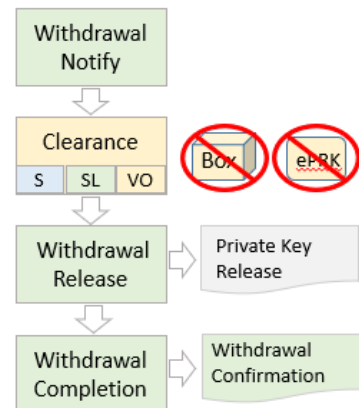 Withdrawal
Notify
Clearance
Box
ePRK
S
SL
VO
Withdrawal
Release
Private Key
Release
Withdrawal
Completion
Withdrawal
Confirmation